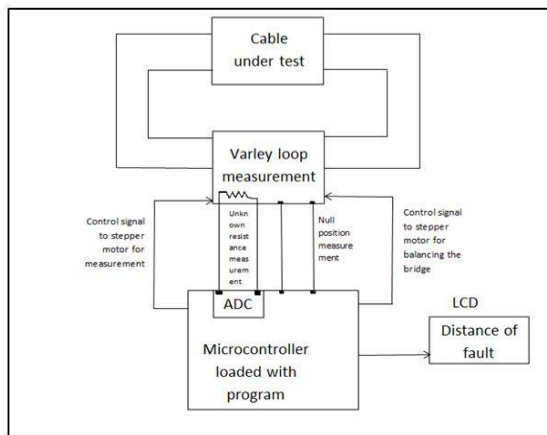 Cable
under test
Varley loop
measurement
Control signal
to stepper
motor for
measurement
Unkn
own
resist
ance
meas
urem
ent
Null
position
measure
ment
Control signal
to stepper
motor for
balancing the
bridge
LCD
ADC
Distance of
fault
Microcontroller
loaded with
program